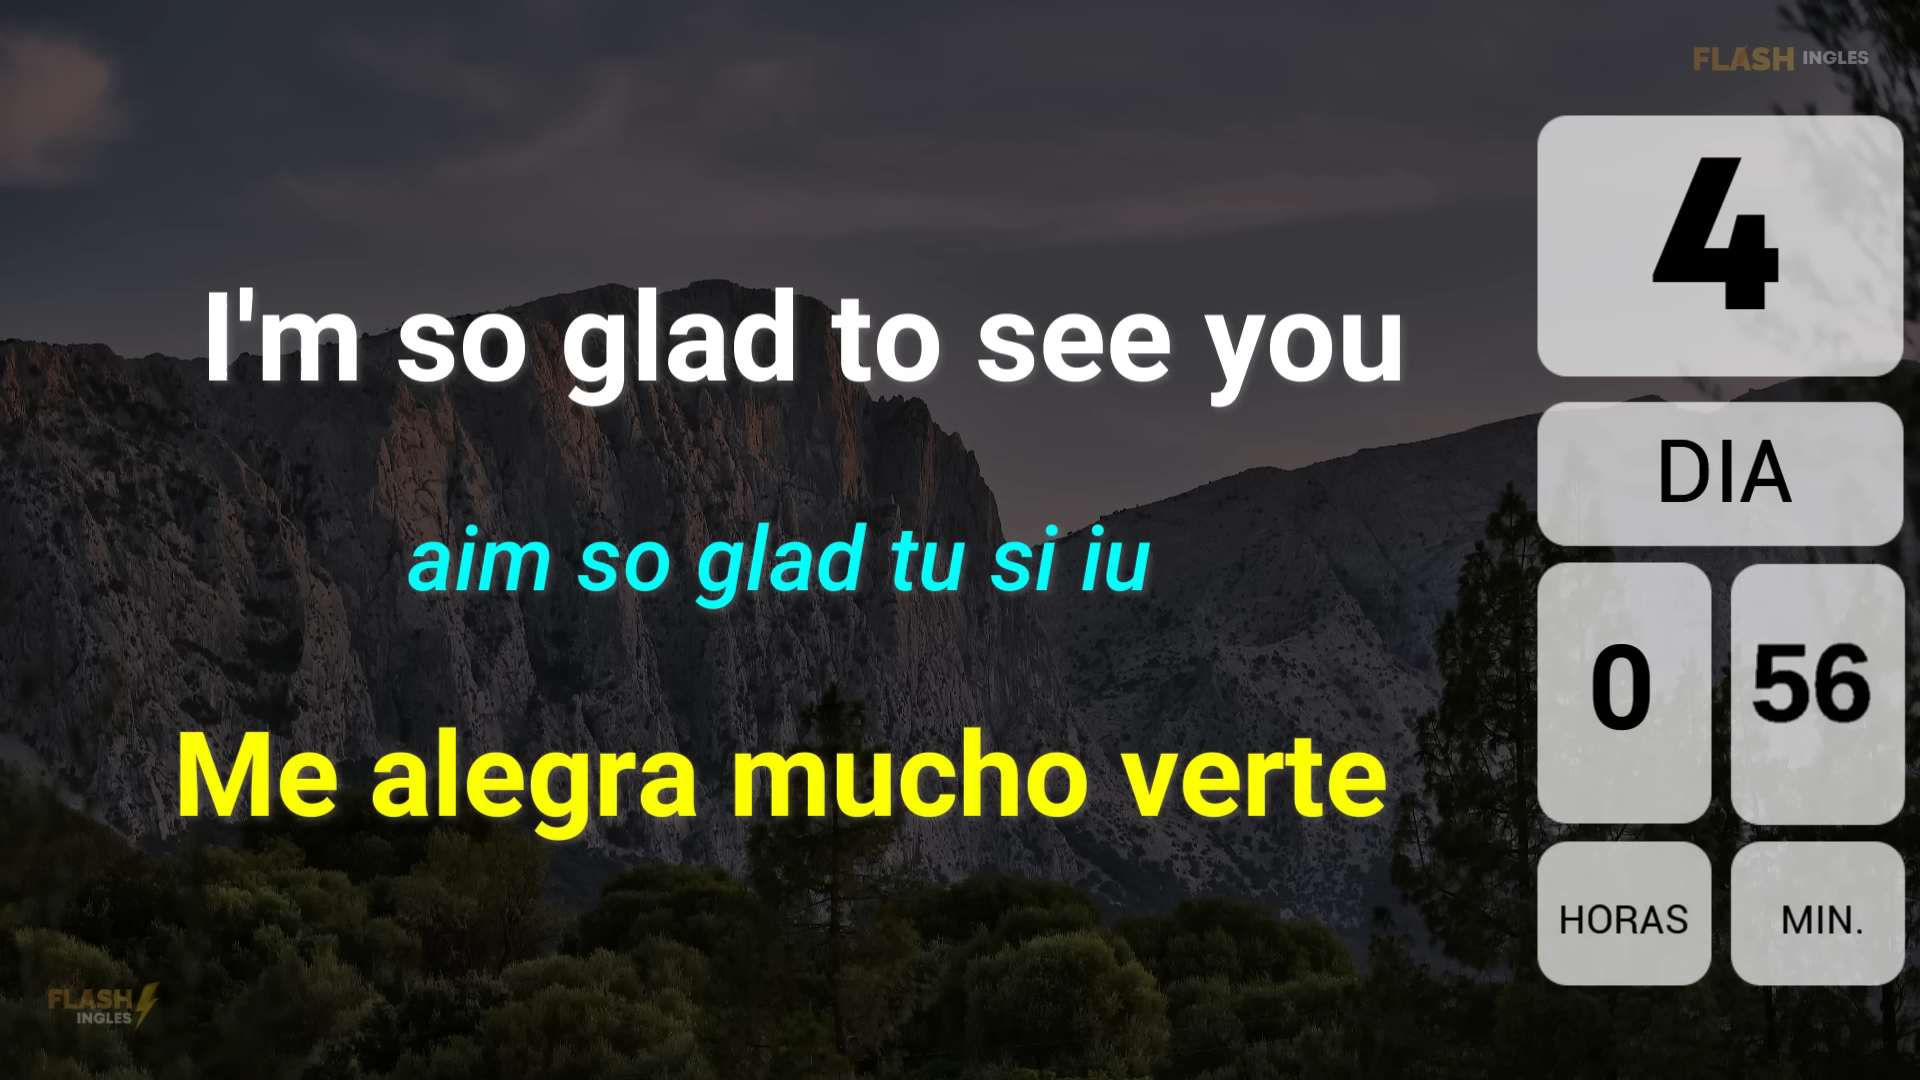 FLASH INGLES
4
DIA
I'm so glad to see you
aim so glad tu si iu
Me alegra mucho verte
0 56
HORAS MIN.
FLASH
INGLES